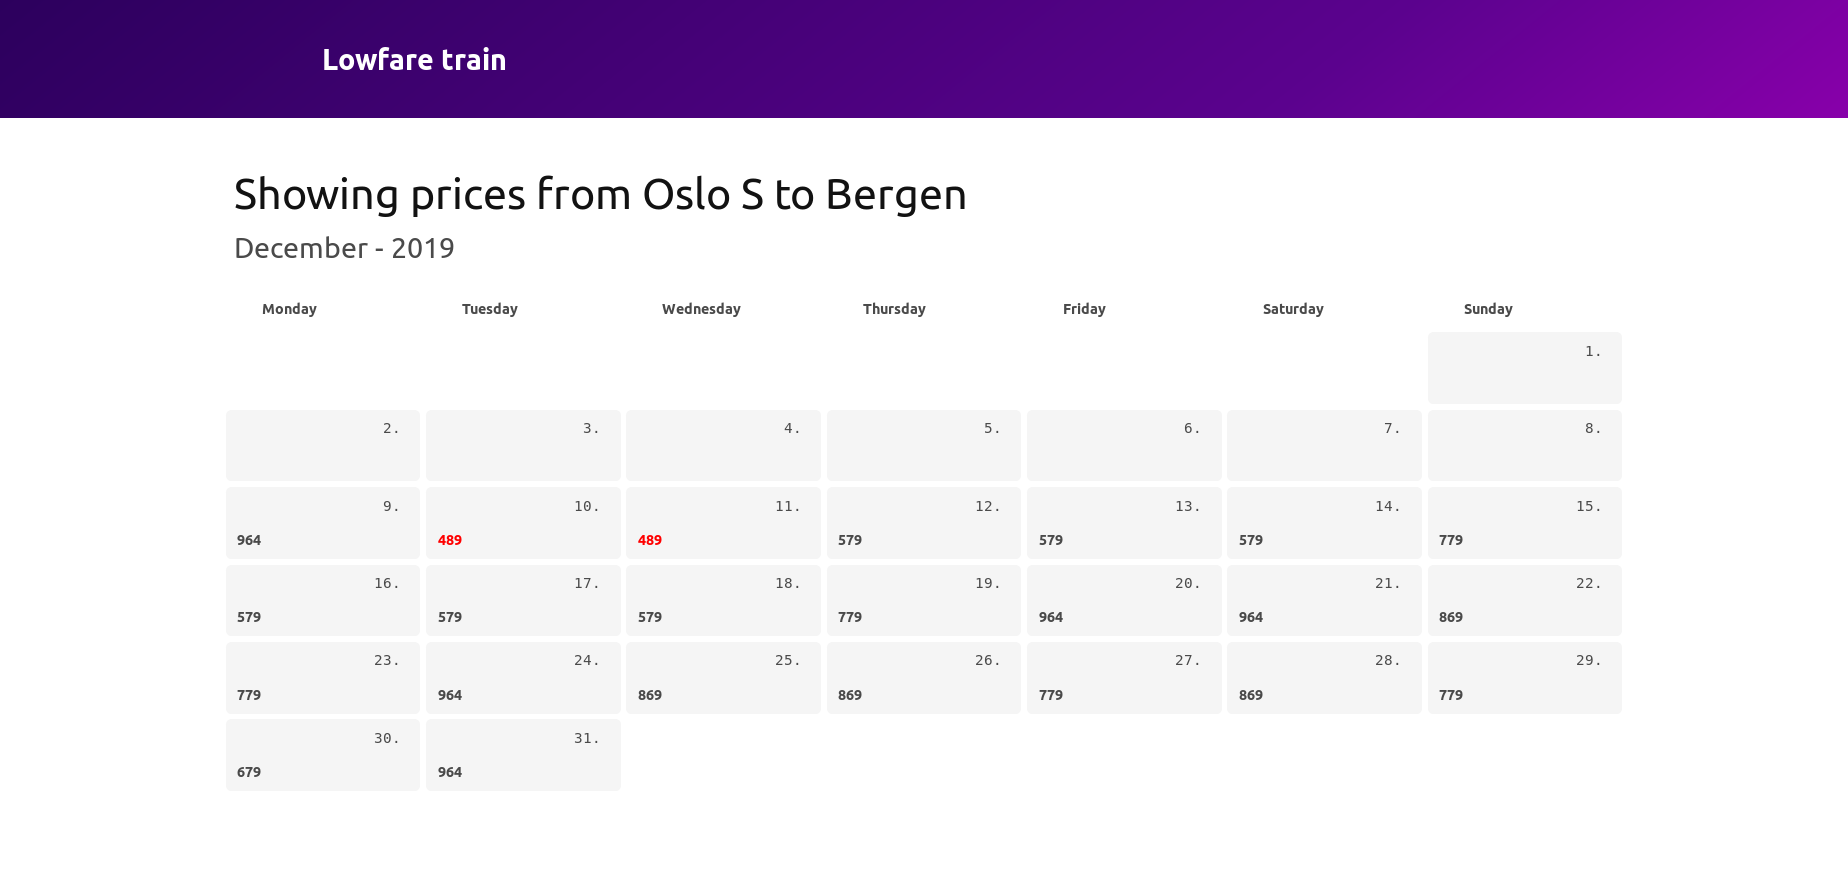 Lowfare train
Showing prices from Oslo S to Bergen
December - 2019
Monday Tuesday Wednesday Thursday Friday Saturday Sunday
1.
2. 3. 4. 5. 6. 7. 8.
9. 10. 11. 12. 13. 14. 15.
964 489 489 579 579 579 779
16. 17. 18. 19. 20. 21. 22.
579 579 579 779 964 964 869
23. 24. 25. 26. 27. 28. 29.
779 964 869 869 779 869 779
30. 31.
679 964